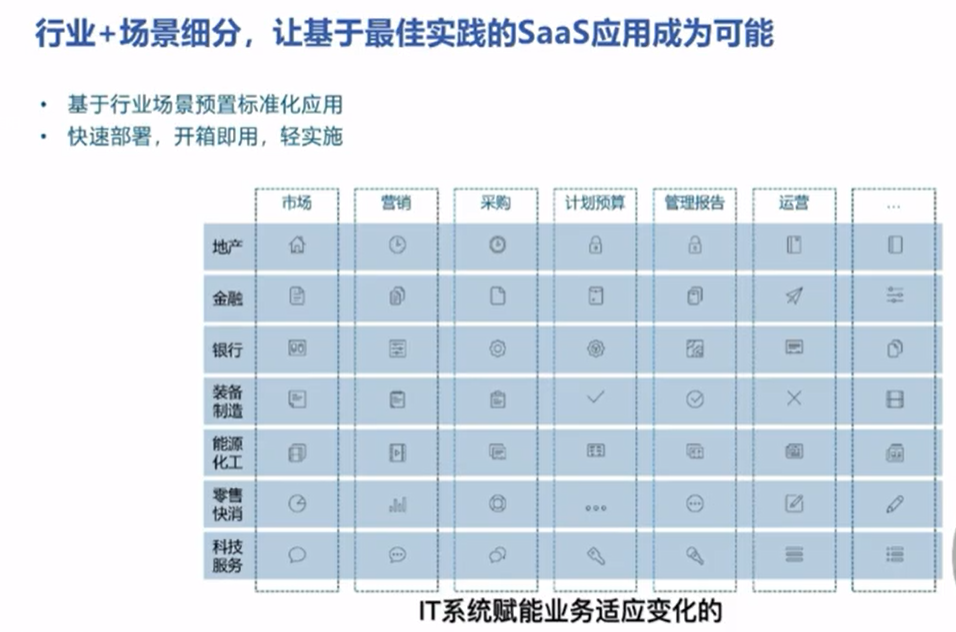 行业+场景细分，让基于最佳实践的SaaS应用成为可能
• 基于行业场景预置标准化应用
• 快速部署，开箱即用，轻实施
市场 营销 采购 计划预算 管理报告 运营 ...
地产
金融
银行
装备
制造
能源
化工
零售
快消
科技
服务
IT系统赋能业务适应变化的